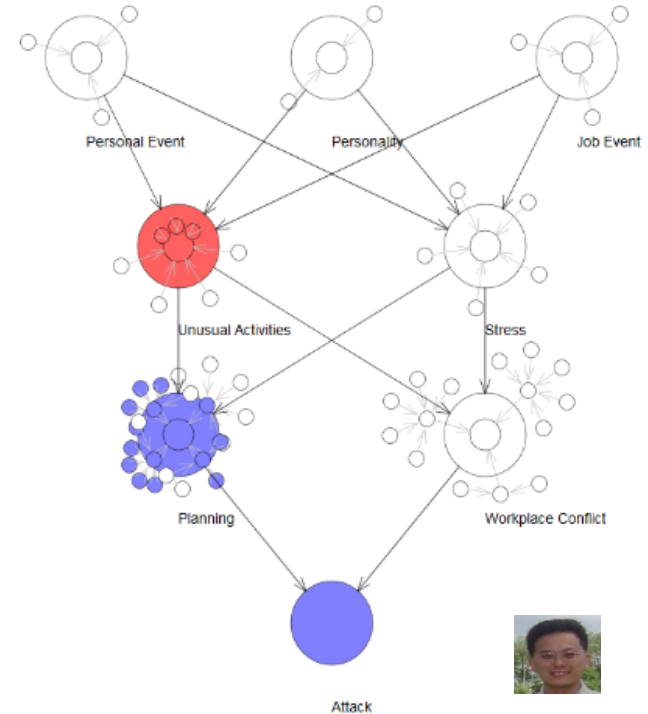 Personal Event
Personality
Job Event
Unusual Activities
Stress
Planning
Workplace Conflict
Attack